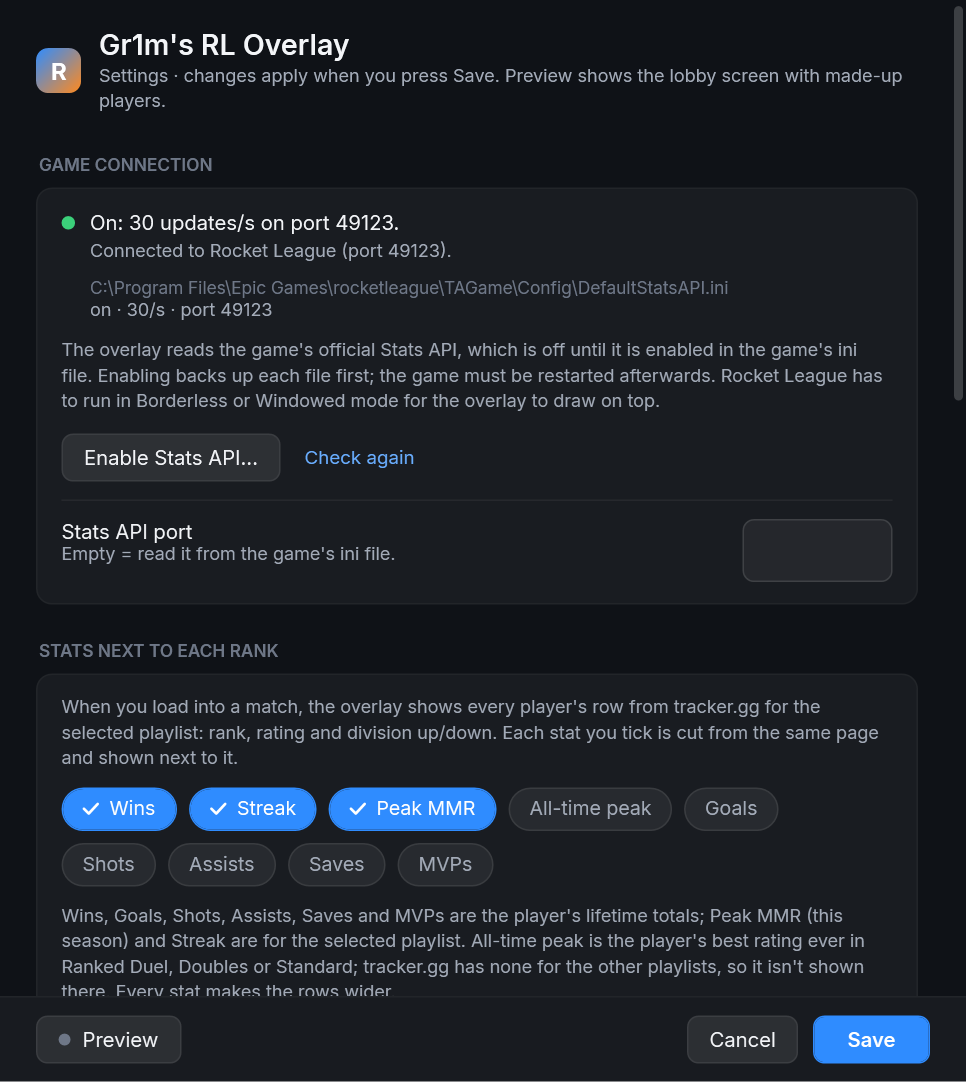 R
Gr1m's RL Overlay
Settings · changes apply when you press Save. Preview shows the lobby screen with made-up
players.
GAME CONNECTION
On: 30 updates/s on port 49123.
Connected to Rocket League (port 49123).
C:\Program Files\Epic Games\rocketleague\TAGame\Config\DefaultStatsAPI.ini
on · 30/s · port 49123
The overlay reads the game's official Stats API, which is off until it is enabled in the game's ini
file. Enabling backs up each file first; the game must be restarted afterwards. Rocket League has
to run in Borderless or Windowed mode for the overlay to draw on top.
Enable Stats API... Check again
Stats API port
Empty = read it from the game's ini file.
STATS NEXT TO EACH RANK
When you load into a match, the overlay shows every player's row from tracker.gg for the
selected playlist: rank, rating and division up/down. Each stat you tick is cut from the same page
and shown next to it.
Wins Streak Peak MMR All-time peak Goals
Shots Assists Saves MVPs
Wins, Goals, Shots, Assists, Saves and MVPs are the player's lifetime totals; Peak MMR (this
season) and Streak are for the selected playlist. All-time peak is the player's best rating ever in
Ranked Duel, Doubles or Standard; tracker.gg has none for the other playlists, so it isn't shown
there. Every stat makes the rows wider.
Preview Cancel Save